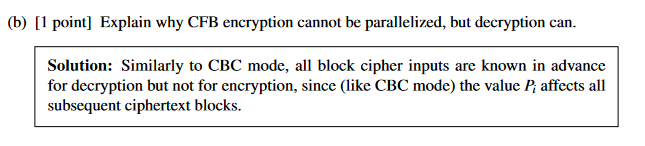 (b) [1 point] Explain why CFB encryption cannot be parallelized, but decryption can.
Solution: Similarly to CBC mode, all block cipher inputs are known in advance
for decryption but not for encryption, since (like CBC mode) the value Pi affects all
subsequent ciphertext blocks.